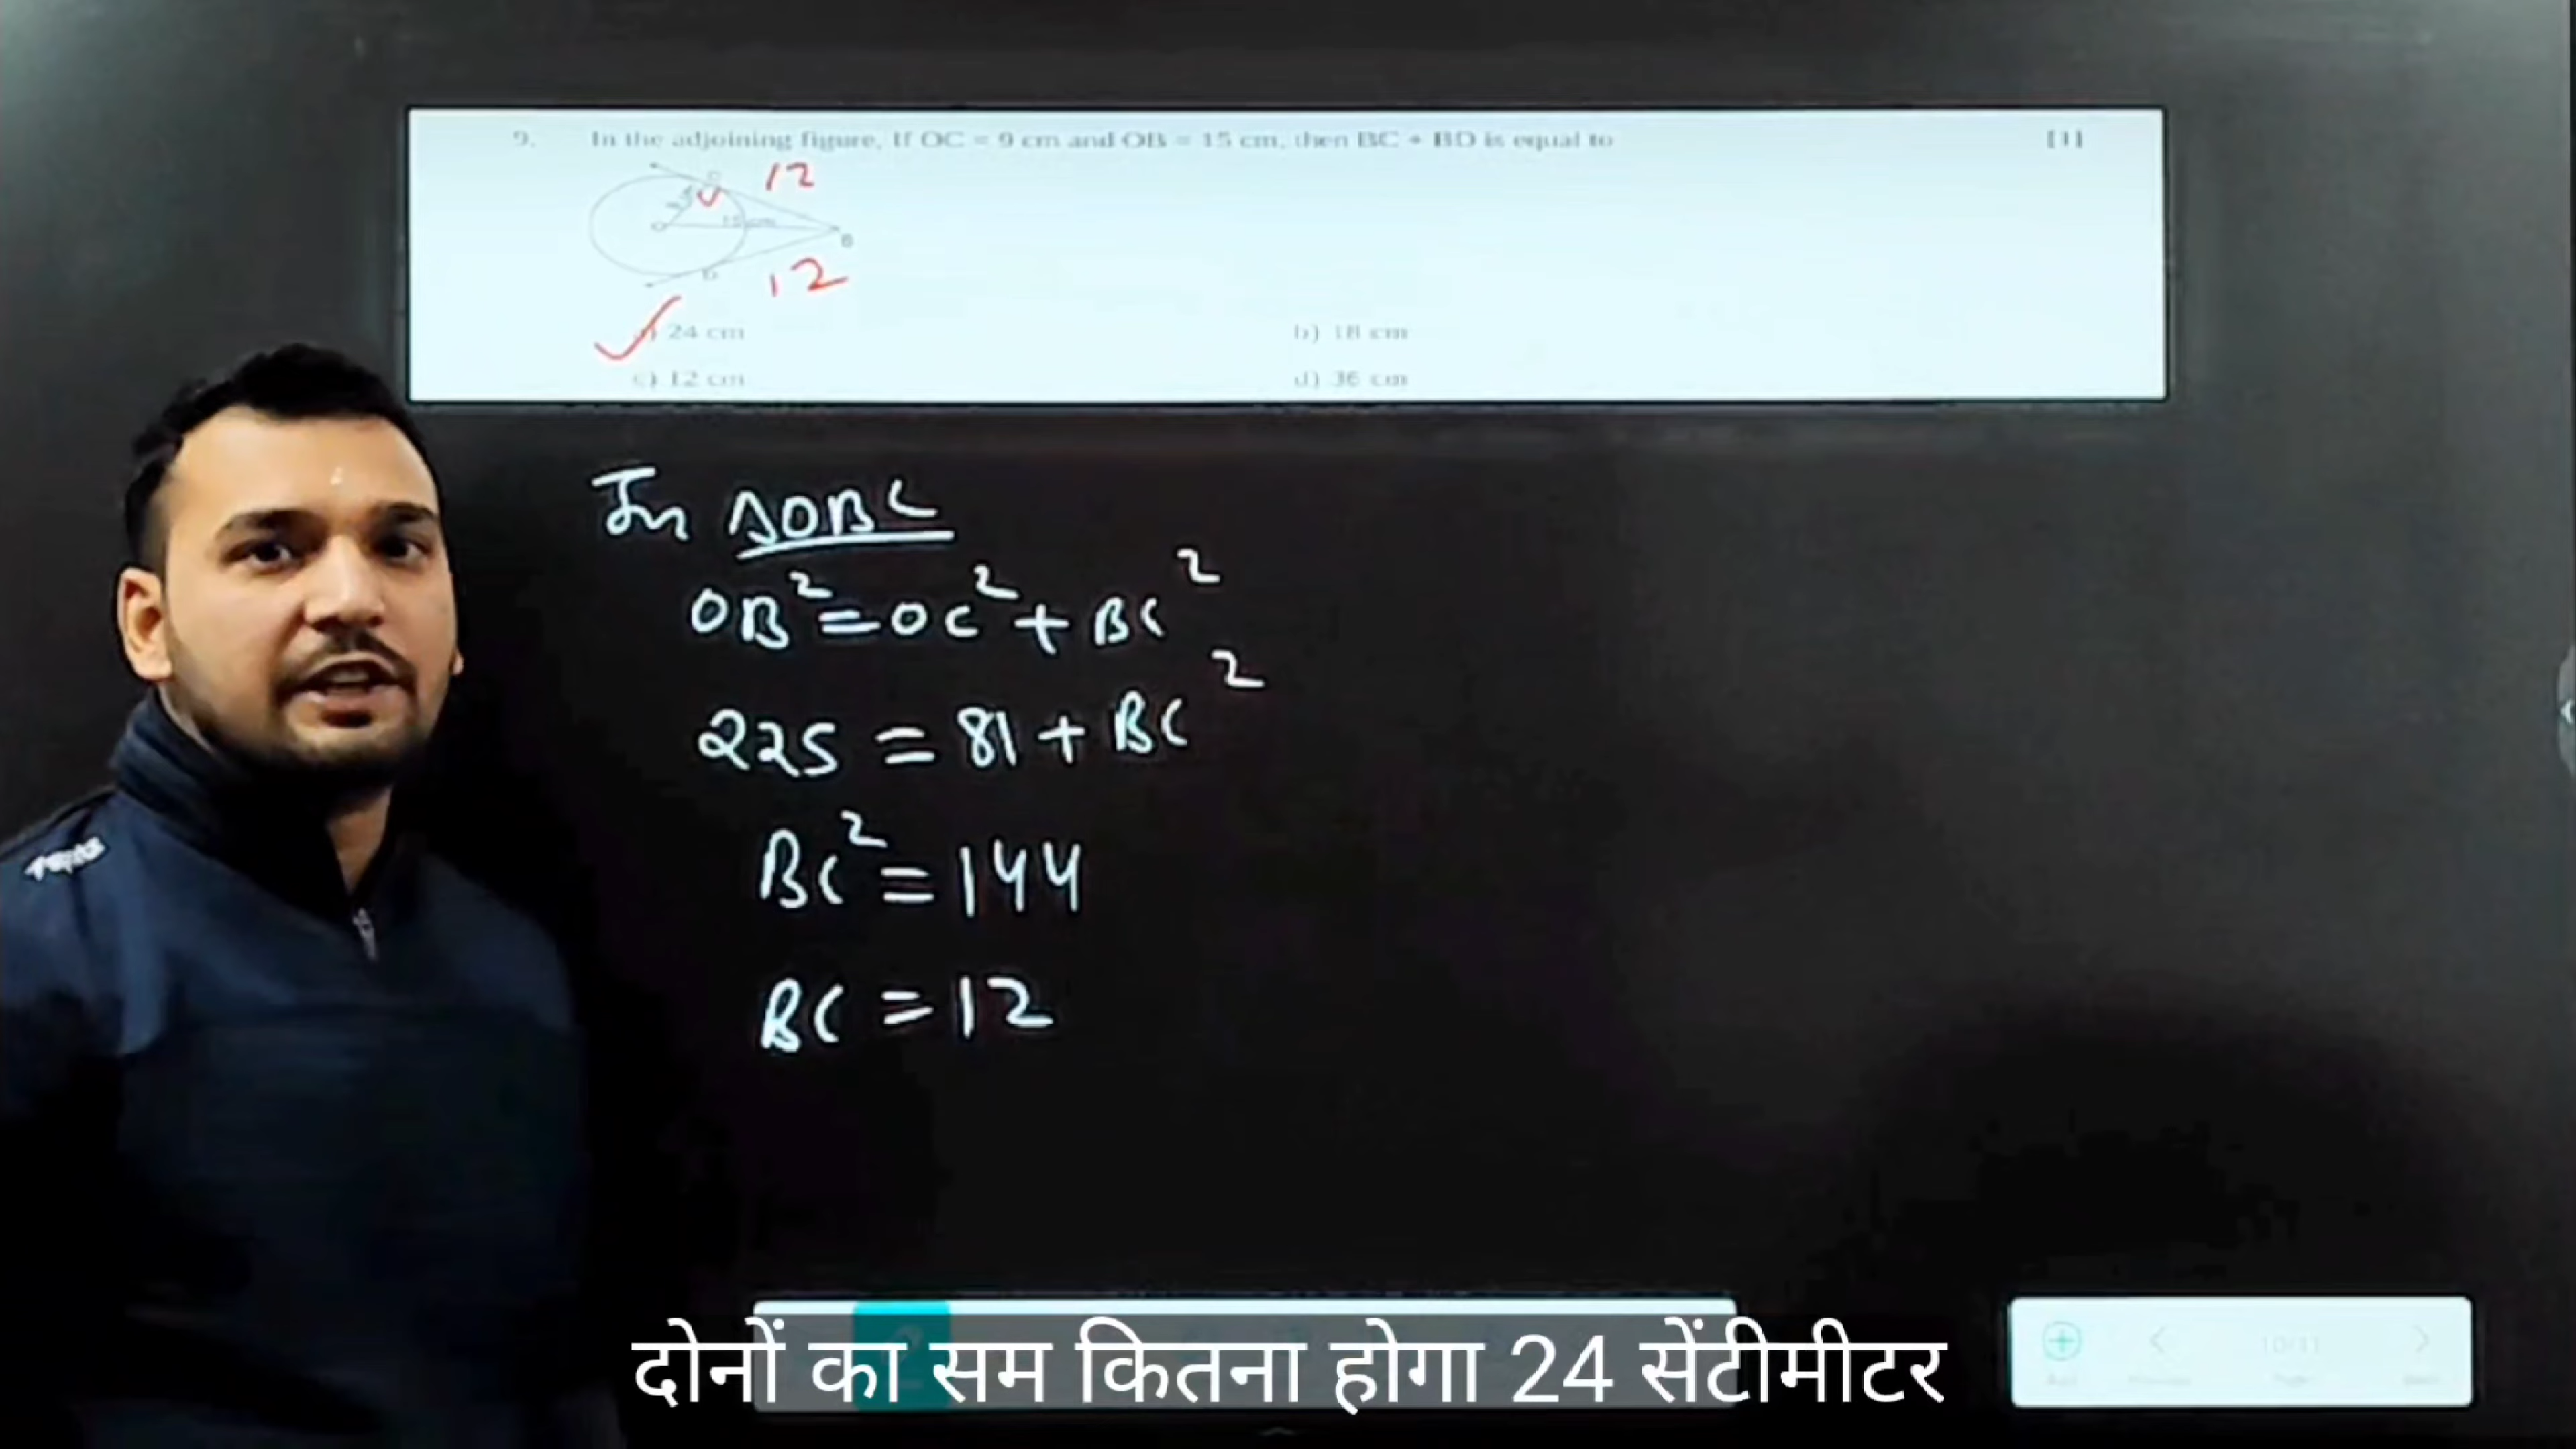 9. In the adjoining figure, If OC = 9 cm and OB = 15 cm, then BC + BD is equal to [1]
12
C
15 cm
O
B
D
12
a) 24 cm b) 18 cm
c) 12 cm d) 36 cm
In ΔOBC
OB² = OC² + BC²
225 = 81 + BC²
BC² = 144
BC = 12
दोनों का सम कितना होगा 24 सेंटीमीटर